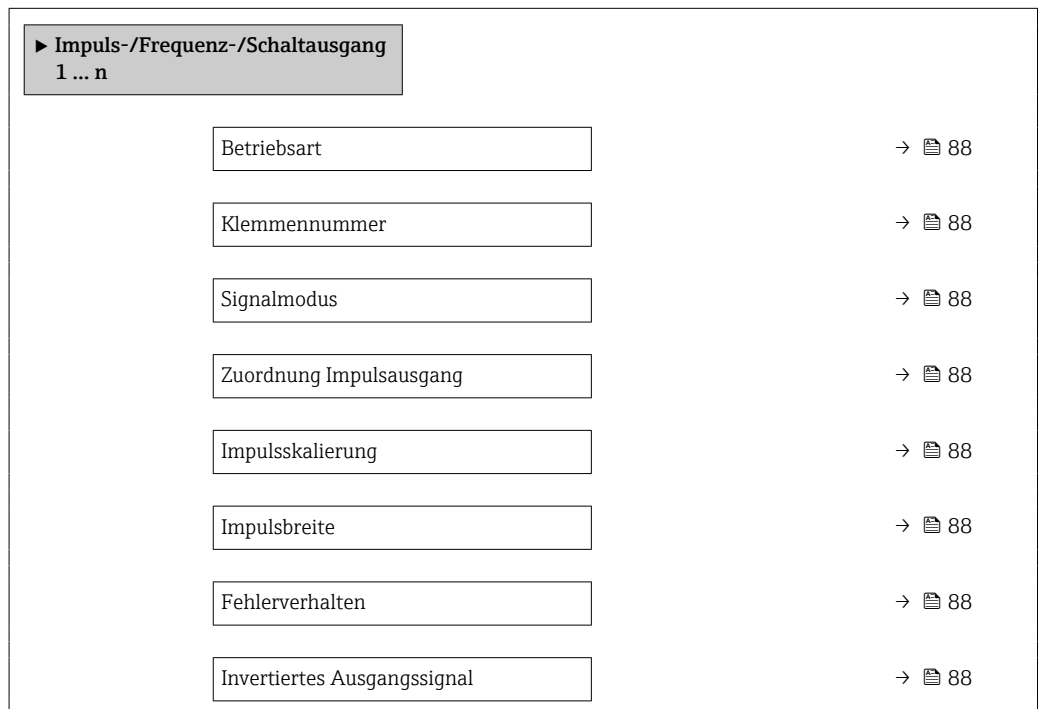 ▶ Impuls-/Frequenz-/Schaltausgang
1 … n
Betriebsart → 88
Klemmennummer → 88
Signalmodus → 88
Zuordnung Impulsausgang → 88
Impulsskalierung → 88
Impulsbreite → 88
Fehlerverhalten → 88
Invertiertes Ausgangssignal → 88